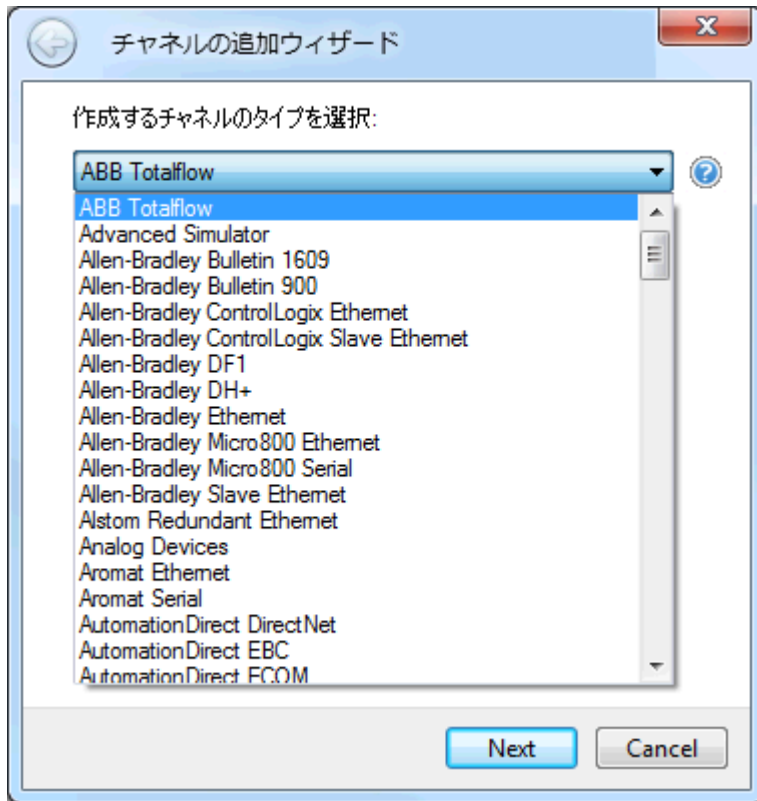 チャネルの追加ウィザード
作成するチャネルのタイプを選択:
ABB Totalflow
ABB Totalflow
Advanced Simulator
Allen-Bradley Bulletin 1609
Allen-Bradley Bulletin 900
Allen-Bradley ControlLogix Ethernet
Allen-Bradley ControlLogix Slave Ethernet
Allen-Bradley DF1
Allen-Bradley DH+
Allen-Bradley Ethernet
Allen-Bradley Micro800 Ethernet
Allen-Bradley Micro800 Serial
Allen-Bradley Slave Ethernet
Alstom Redundant Ethernet
Analog Devices
Aromat Ethernet
Aromat Serial
AutomationDirect DirectNet
AutomationDirect EBC
AutomationDirect ECOM
Next
Cancel